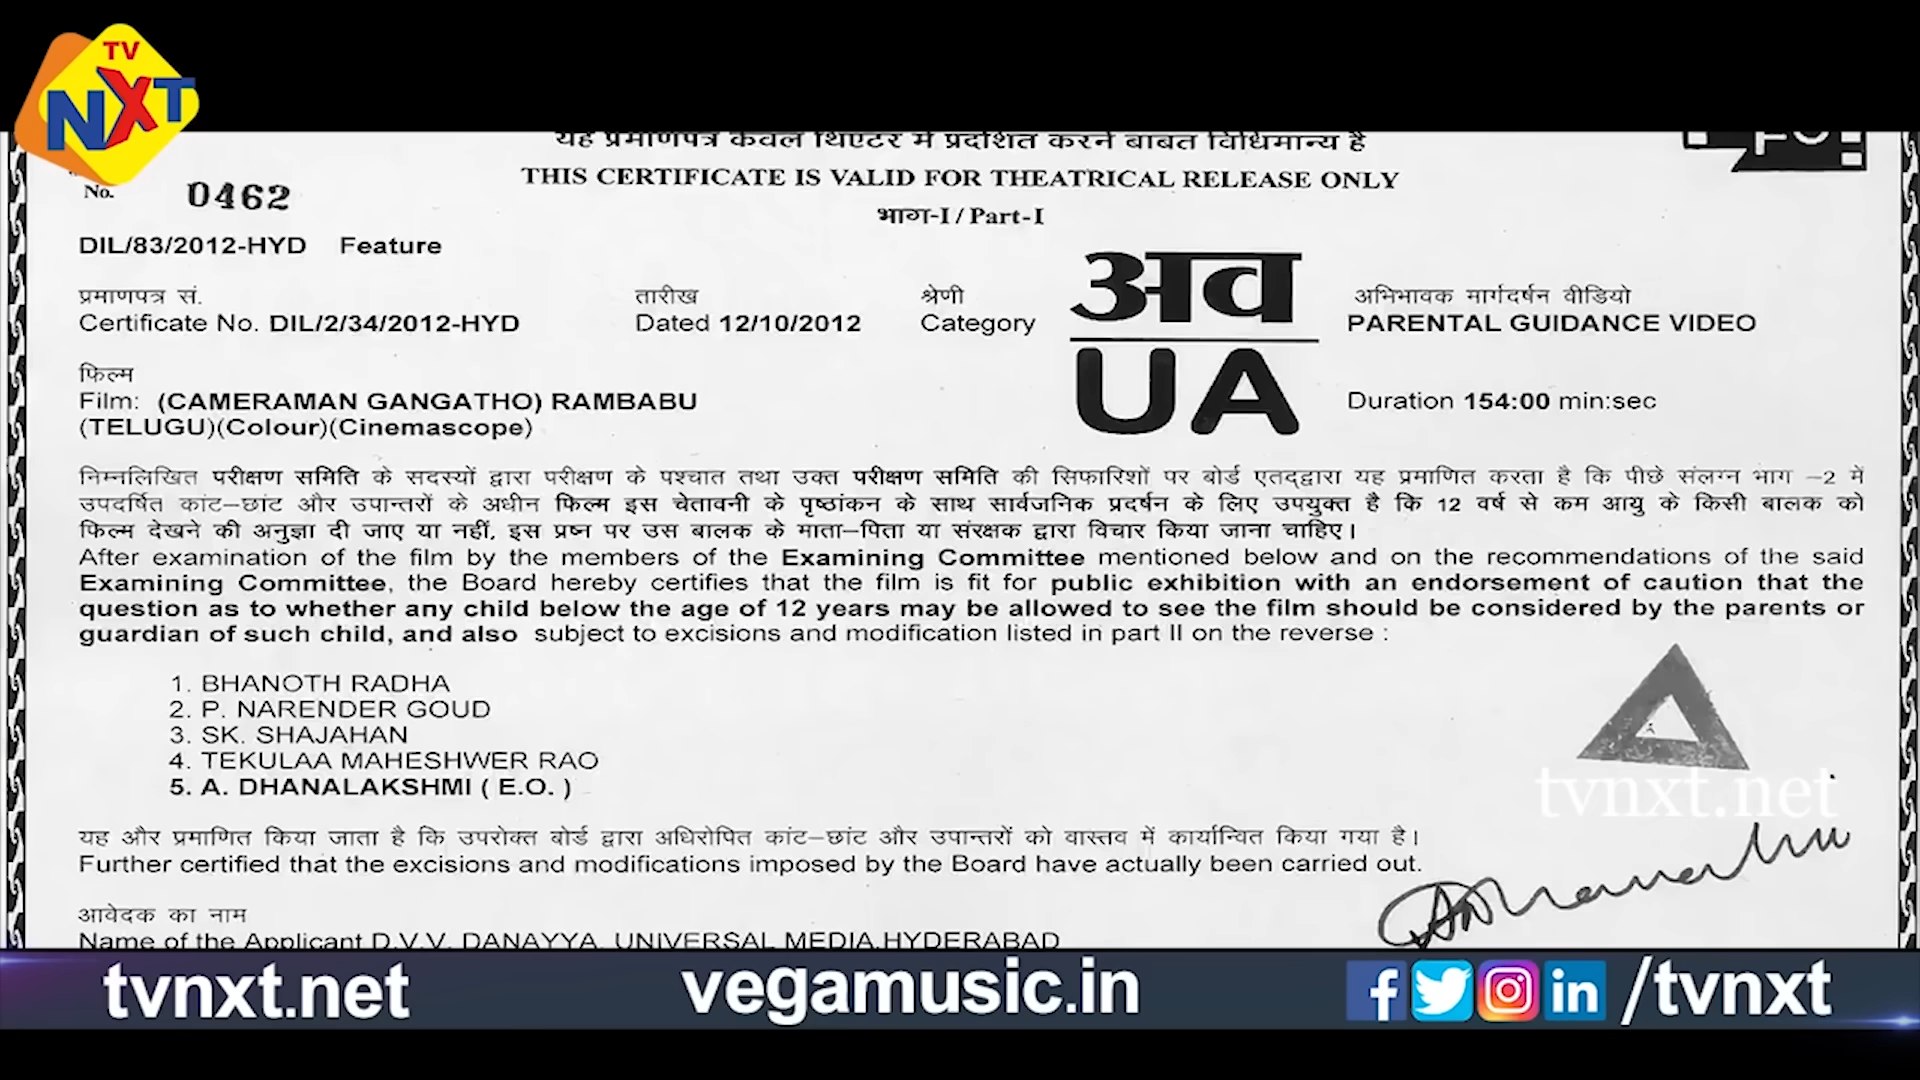 TV
NXT
यह प्रमाणपत्र केवल थिएटर में प्रदर्शित करने बाबत विधिमान्य है
THIS CERTIFICATE IS VALID FOR THEATRICAL RELEASE ONLY
No. 0462
भाग-I / Part-I
DIL/83/2012-HYD Feature
प्रमाणपत्र सं. तारीख श्रेणी अव अभिभावक मार्गदर्षन वीडियो
Certificate No. DIL/2/34/2012-HYD Dated 12/10/2012 Category UA PARENTAL GUIDANCE VIDEO
फिल्म
Film: (CAMERAMAN GANGATHO) RAMBABU Duration 154:00 min:sec
(TELUGU)(Colour)(Cinemascope)
निम्नलिखित परीक्षण समिति के सदस्यों द्वारा परीक्षण के पश्चात तथा उक्त परीक्षण समिति की सिफारिशों पर बोर्ड एतद्द्वारा यह प्रमाणित करता है कि पीछे संलग्न भाग -2 में
उपदर्षित कांट-छांट और उपान्तरों के अधीन फिल्म इस चेतावनी के पृष्ठांकन के साथ सार्वजनिक प्रदर्षन के लिए उपयुक्त है कि 12 वर्ष से कम आयु के किसी बालक को
फिल्म देखने की अनुज्ञा दी जाए या नहीं, इस प्रष्न पर उस बालक के माता-पिता या संरक्षक द्वारा विचार किया जाना चाहिए।
After examination of the film by the members of the Examining Committee mentioned below and on the recommendations of the said
Examining Committee, the Board hereby certifies that the film is fit for public exhibition with an endorsement of caution that the
question as to whether any child below the age of 12 years may be allowed to see the film should be considered by the parents or
guardian of such child, and also subject to excisions and modification listed in part II on the reverse :
1. BHANOTH RADHA
2. P. NARENDER GOUD
3. SK. SHAJAHAN
4. TEKULAA MAHESHWER RAO
5. A. DHANALAKSHMI ( E.O. )
tvnxt.net
यह और प्रमाणित किया जाता है कि उपरोक्त बोर्ड द्वारा अधिरोपित कांट-छांट और उपान्तरों को वास्तव में कार्यान्वित किया गया है।
Further certified that the excisions and modifications imposed by the Board have actually been carried out.
आवेदक का नाम
Name of the Applicant D.V.V. DANAYYA, UNIVERSAL MEDIA,HYDERABAD
tvnxt.net vegamusic.in /tvnxt